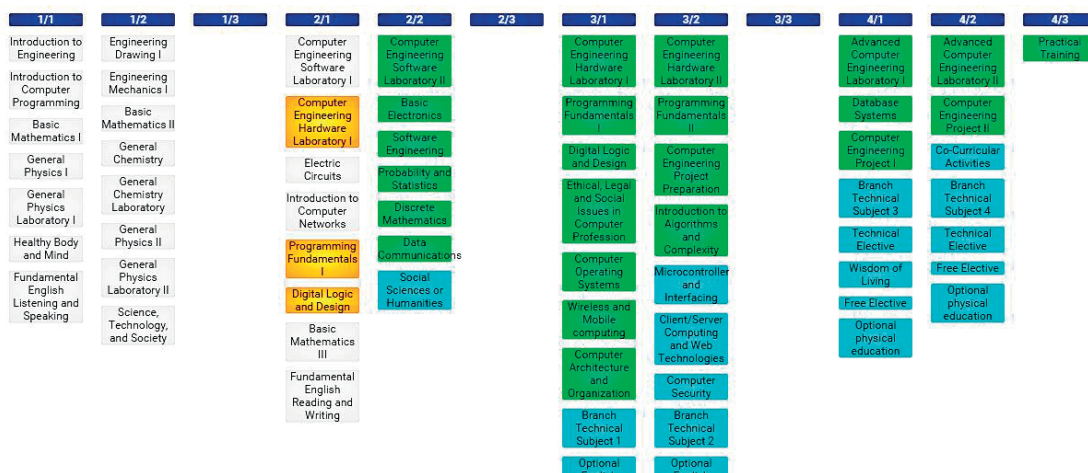 1/1
1/2
1/3
2/1
2/2
2/3
3/1
3/2
3/3
4/1
4/2
4/3
Introduction to
Engineering
Introduction to
Computer
Programming
Basic
Mathematics I
General
Physics I
General
Physics
Laboratory I
Healthy Body
and Mind
Fundamental
English
Listening and
Speaking
Engineering
Drawing I
Engineering
Mechanics I
Basic
Mathematics II
General
Chemistry
General
Chemistry
Laboratory
General
Physics II
General
Physics
Laboratory II
Science,
Technology,
and Society
Computer
Engineering
Software
Laboratory I
Computer
Engineering
Hardware
Laboratory I
Electric
Circuits
Introduction to
Computer
Networks
Programming
Fundamentals
I
Digital Logic
and Design
Basic
Mathematics
III
Fundamental
English
Reading and
Writing
Computer
Engineering
Software
Laboratory II
Basic
Electronics
Software
Engineering
Probability and
Statistics
Discrete
Mathematics
Data
Communications
Social
Sciences or
Humanities
Computer
Engineering
Hardware
Laboratory I
Programming
Fundamentals
I
Digital Logic
and Design
Ethical, Legal
and Social
Issues in
Computer
Profession
Computer
Operating
Systems
Wireless and
Mobile
computing
Computer
Architecture
and
Organization
Branch
Technical
Subject 1
Optional
Computer
Engineering
Hardware
Laboratory II
Programming
Fundamentals
II
Computer
Engineering
Project
Preparation
Introduction to
Algorithms
and
Complexity
Microcontroller
and
Interfacing
Client/Server
Computing
and Web
Technologies
Computer
Security
Branch
Technical
Subject 2
Optional
Advanced
Computer
Engineering
Laboratory I
Database
Systems
Computer
Engineering
Project I
Branch
Technical
Subject 3
Technical
Elective
Wisdom of
Living
Free Elective
Optional
physical
education
Advanced
Computer
Engineering
Laboratory II
Computer
Engineering
Project II
Co-Curricular
Activities
Branch
Technical
Subject 4
Technical
Elective
Free Elective
Optional
physical
education
Practical
Training